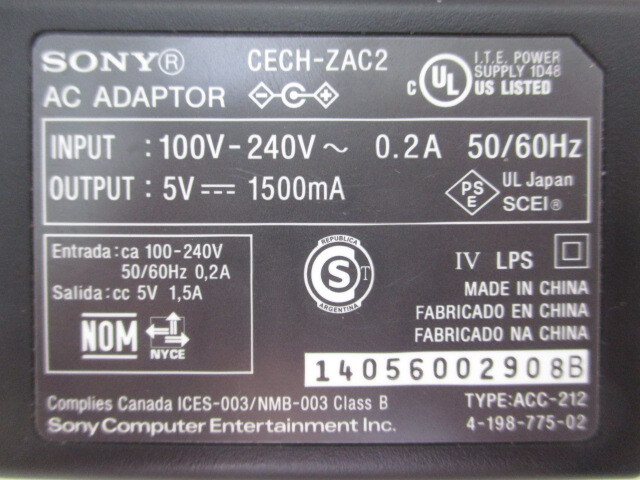 SONY® CECH-ZAC2
AC ADAPTOR
c UL® I.T.E. POWER
SUPPLY 1D48
US LISTED
INPUT : 100V-240V~ 0.2A 50/60Hz
OUTPUT : 5V⎓ 1500mA
PS
E
UL Japan
SCEI®
Entrada: ca 100-240V
50/60Hz 0,2A
Salida: cc 5V 1,5A
NOM NYCE
REPUBLICA
S T
ARGENTINA
IV LPS
MADE IN CHINA
FABRICADO EN CHINA
FABRICADO NA CHINA
14056002908B
Complies Canada ICES-003/NMB-003 Class B TYPE:ACC-212
Sony Computer Entertainment Inc. 4-198-775-02